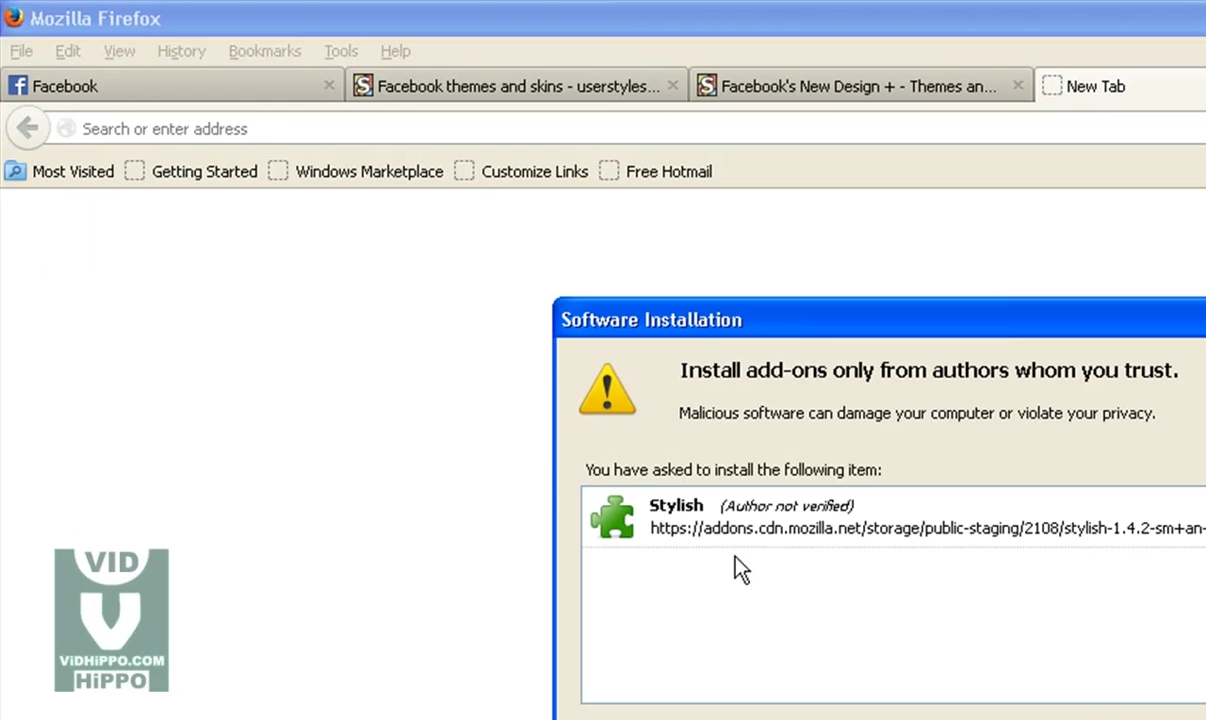 Mozilla Firefox
File Edit View History Bookmarks Tools Help
Facebook Facebook themes and skins - userstyles... Facebook's New Design + - Themes an... New Tab
Search or enter address
Most Visited Getting Started Windows Marketplace Customize Links Free Hotmail
Software Installation
Install add-ons only from authors whom you trust.
Malicious software can damage your computer or violate your privacy.
You have asked to install the following item:
Stylish (Author not verified)
https://addons.cdn.mozilla.net/storage/public-staging/2108/stylish-1.4.2-sm+an-
VID
V
ViDHiPPO.COM
HiPPO